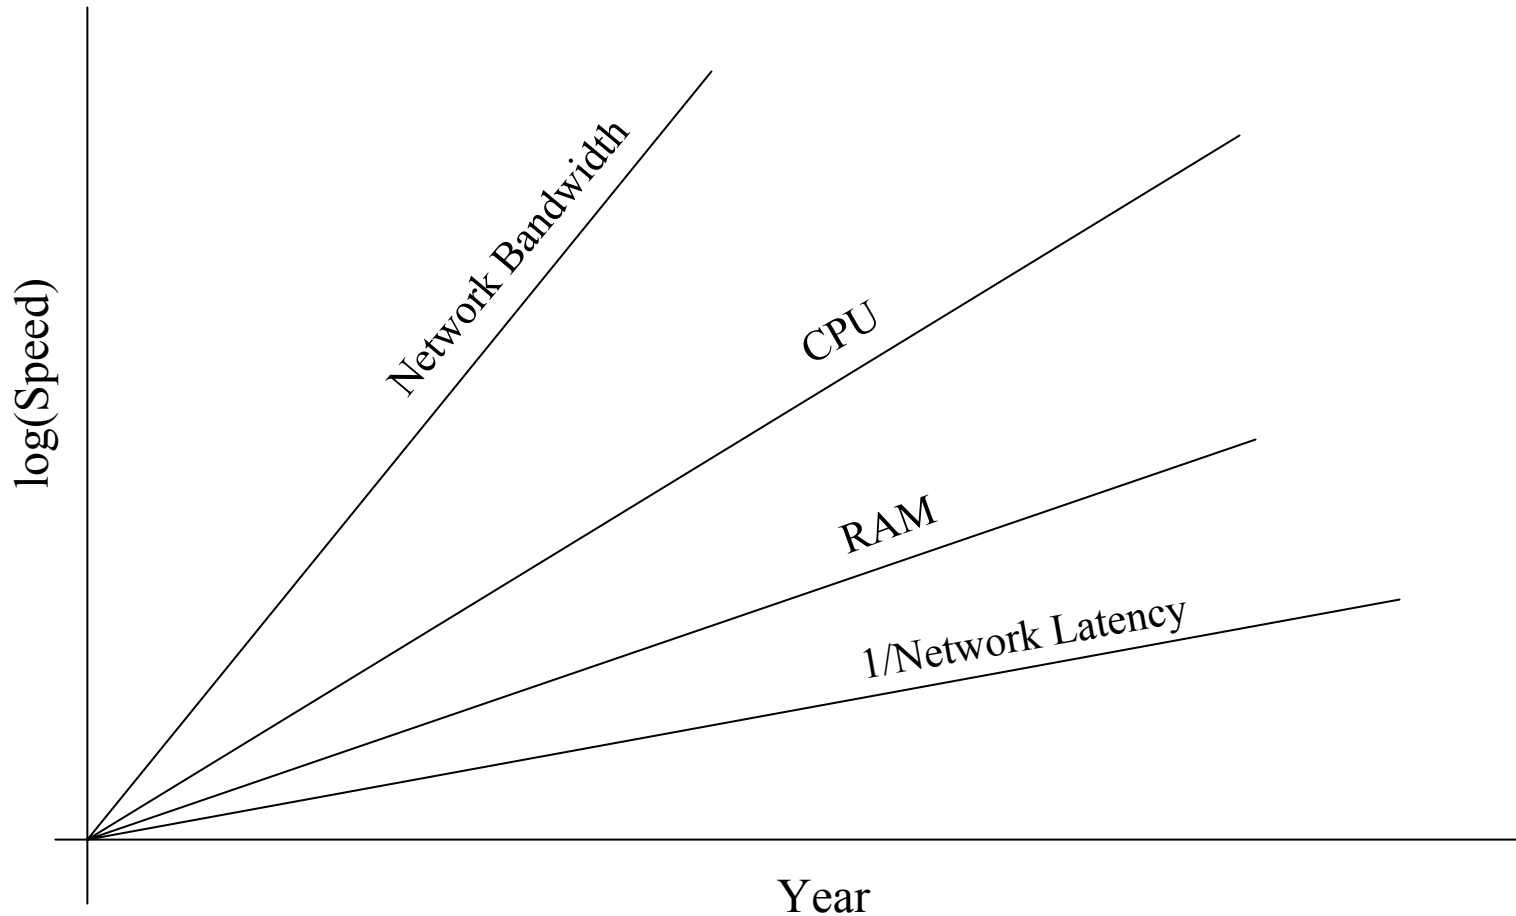 Network Bandwidth
CPU
log(Speed)
RAM
1/Network Latency
Year